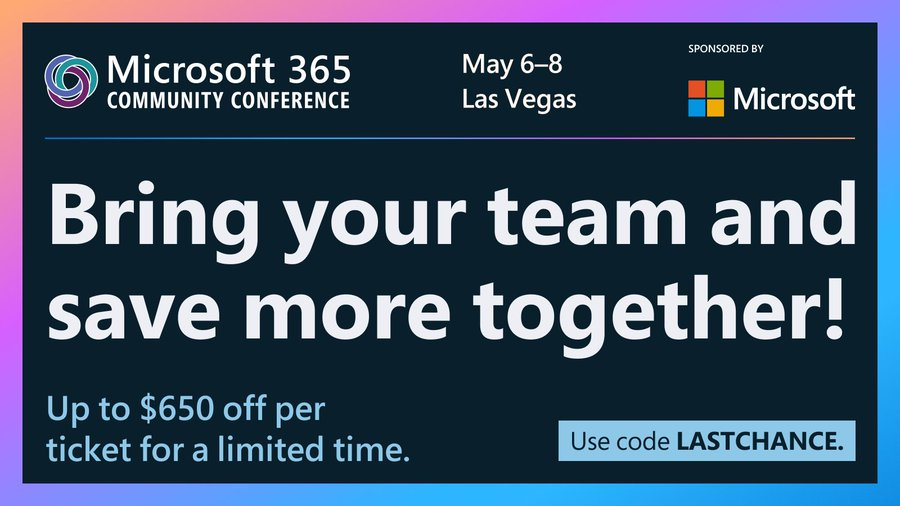 Microsoft 365
COMMUNITY CONFERENCE
May 6–8
Las Vegas
SPONSORED BY
Microsoft
Bring your team and
save more together!
Up to $650 off per
ticket for a limited time.
Use code LASTCHANCE.